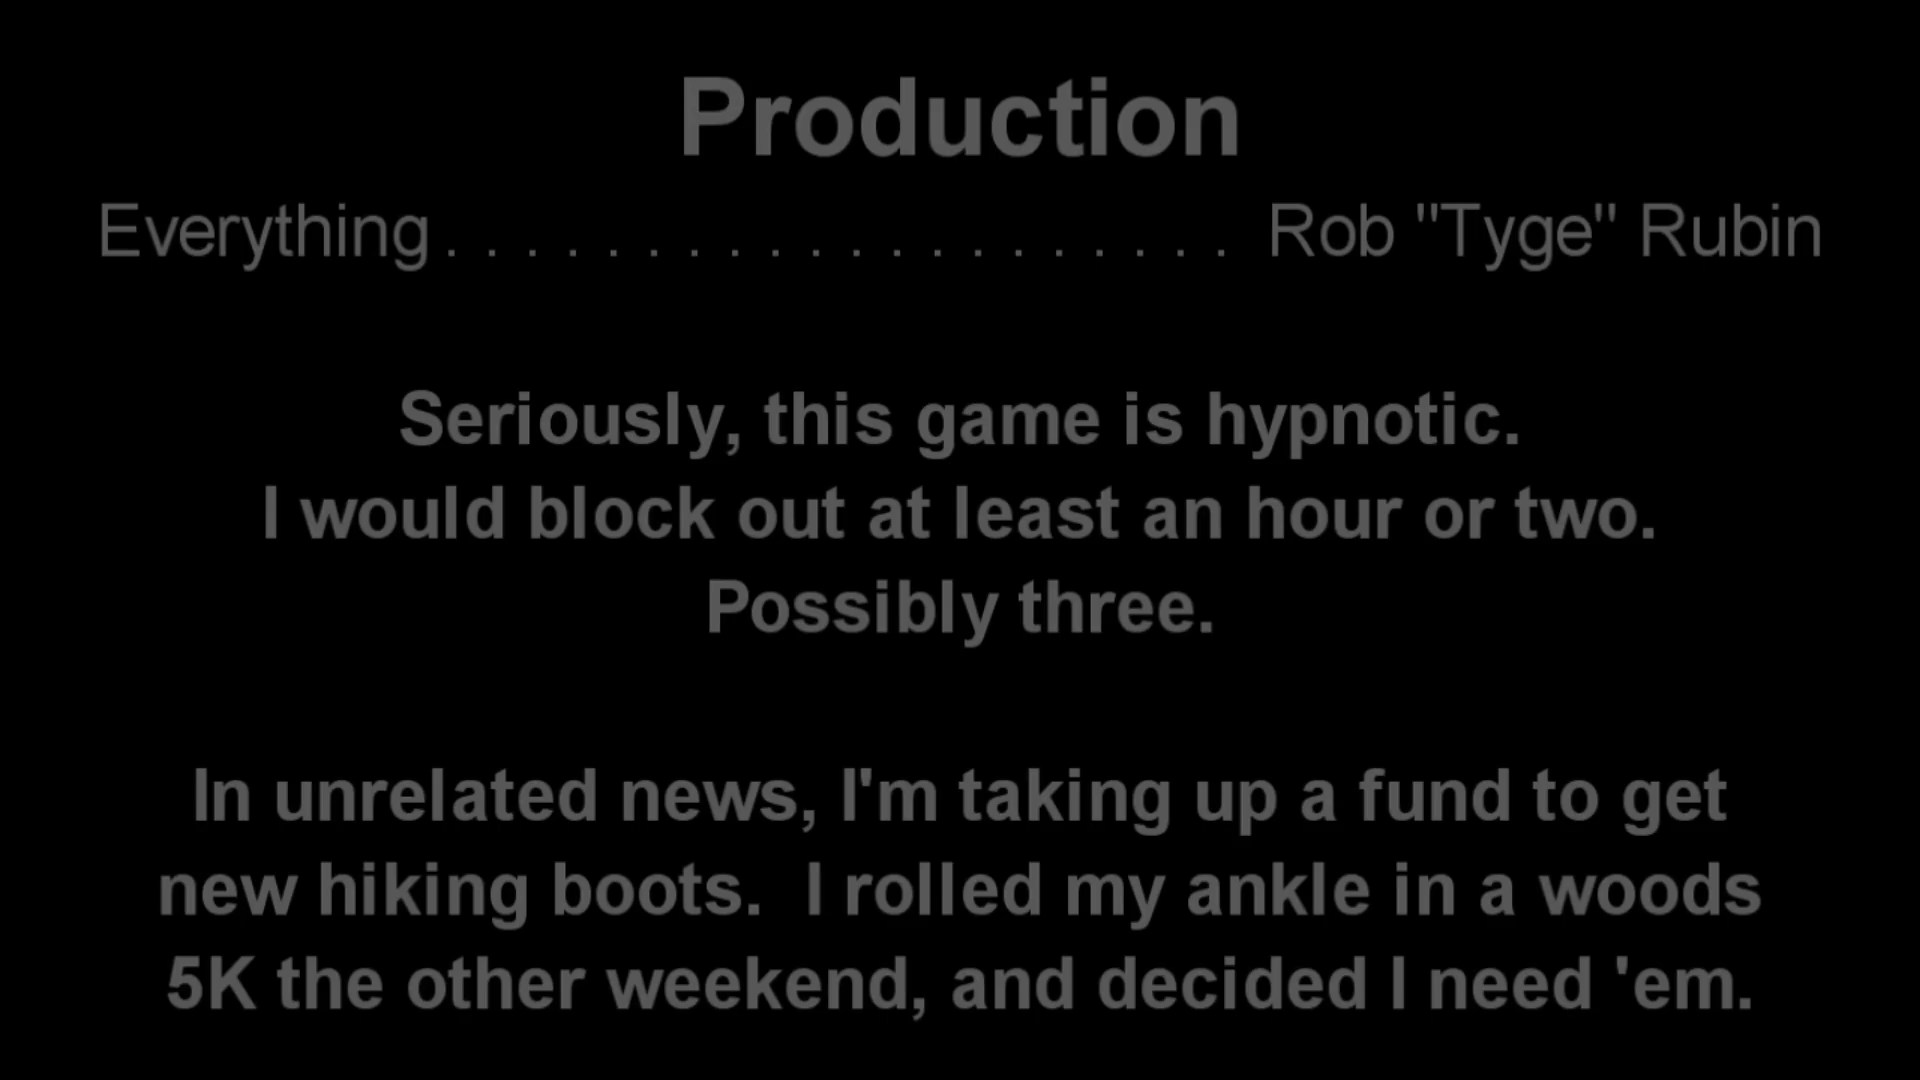 Production
Everything . . . . . . . . . . . . . . . . . . . . Rob "Tyge" Rubin
Seriously, this game is hypnotic.
I would block out at least an hour or two.
Possibly three.
In unrelated news, I'm taking up a fund to get
new hiking boots.  I rolled my ankle in a woods
5K the other weekend, and decided I need 'em.